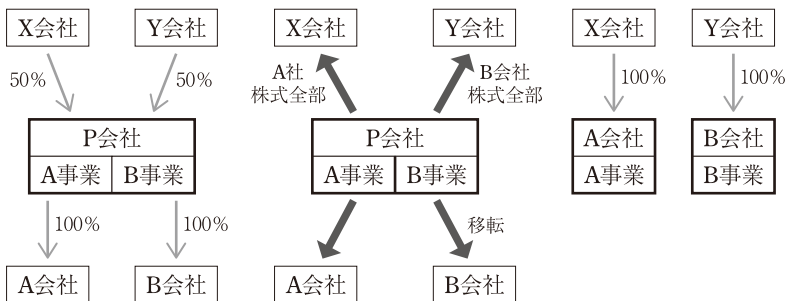 X会社
Y会社
50%
50%
P会社
A事業
B事業
100%
100%
A会社
B会社
X会社
Y会社
A社
株式全部
B会社
株式全部
P会社
A事業
B事業
移転
A会社
B会社
X会社
Y会社
100%
100%
A会社
A事業
B会社
B事業